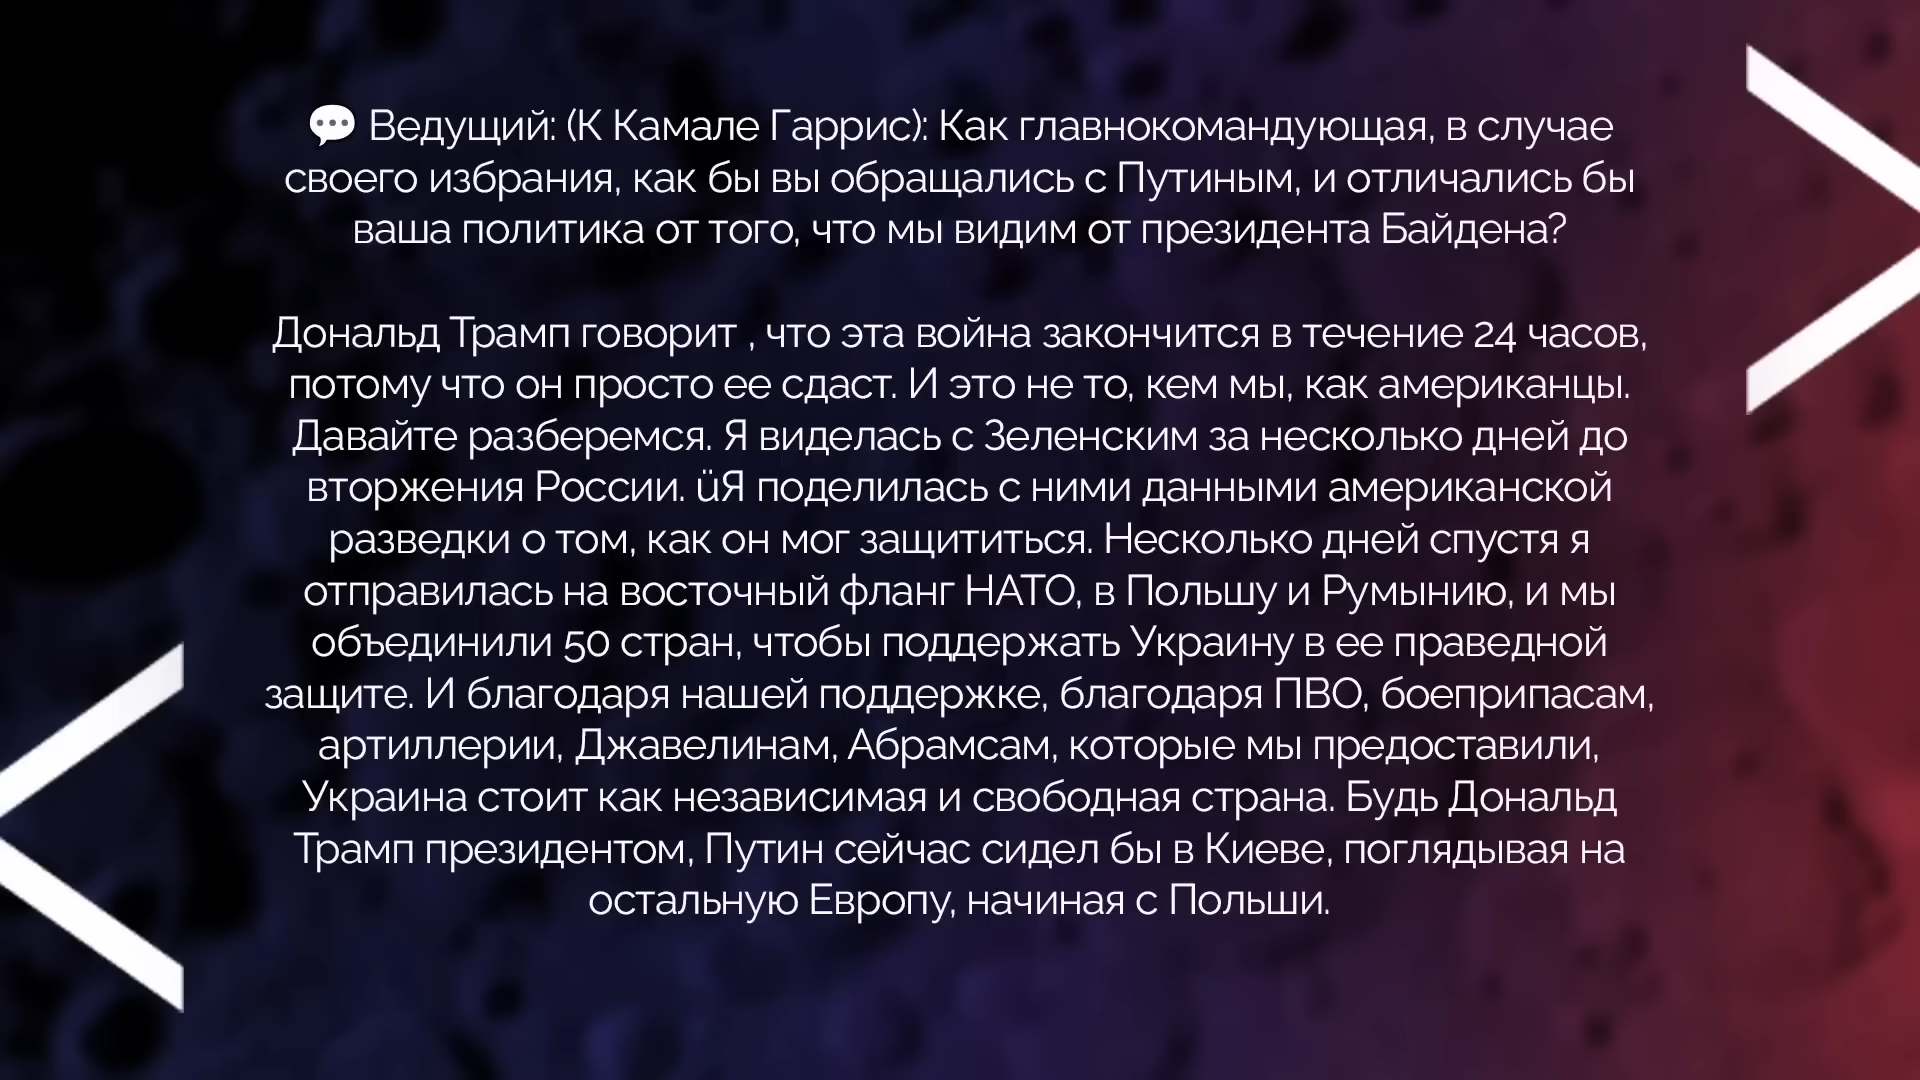 💬 Ведущий: (К Камале Гаррис): Как главнокомандующая, в случае
своего избрания, как бы вы обращались с Путиным, и отличались бы
ваша политика от того, что мы видим от президента Байдена?
Дональд Трамп говорит , что эта война закончится в течение 24 часов,
потому что он просто ее сдаст. И это не то, кем мы, как американцы.
Давайте разберемся. Я виделась с Зеленским за несколько дней до
вторжения России. üЯ поделилась с ними данными американской
разведки о том, как он мог защититься. Несколько дней спустя я
отправилась на восточный фланг НАТО, в Польшу и Румынию, и мы
объединили 50 стран, чтобы поддержать Украину в ее праведной
защите. И благодаря нашей поддержке, благодаря ПВО, боеприпасам,
артиллерии, Джавелинам, Абрамсам, которые мы предоставили,
Украина стоит как независимая и свободная страна. Будь Дональд
Трамп президентом, Путин сейчас сидел бы в Киеве, поглядывая на
остальную Европу, начиная с Польши.